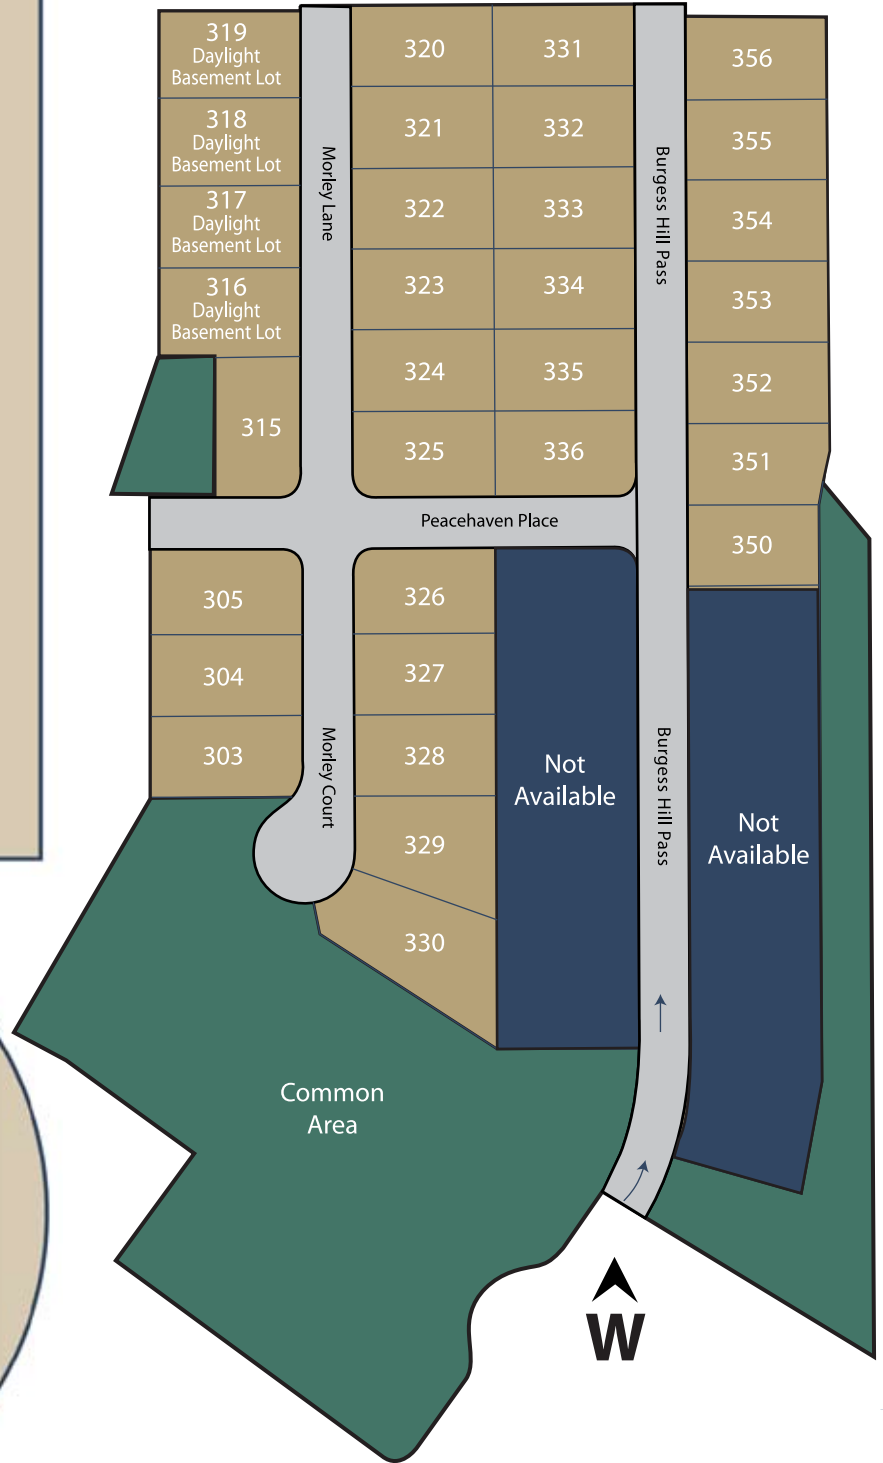 319
Daylight
Basement Lot
318
Daylight
Basement Lot
317
Daylight
Basement Lot
316
Daylight
Basement Lot
315
Morley Lane
320
321
322
323
324
325
331
332
333
334
335
336
Burgess Hill Pass
356
355
354
353
352
351
350
Peacehaven Place
305
304
303
Morley Court
326
327
328
329
330
Not
Available
Burgess Hill Pass
Not
Available
Common
Area
W